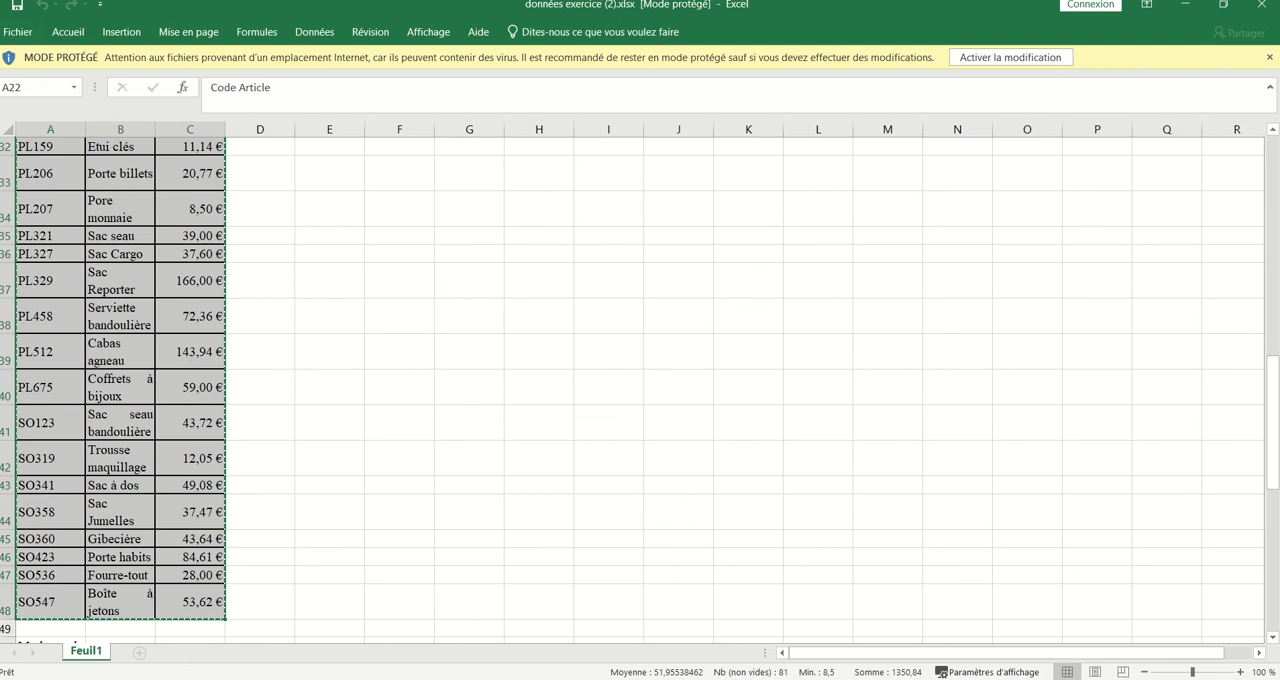 données exercice (2).xlsx [Mode protégé] - Excel
Connexion
Fichier Accueil Insertion Mise en page Formules Données Révision Affichage Aide Dites-nous ce que vous voulez faire Partager
MODE PROTÉGÉ Attention aux fichiers provenant d'un emplacement Internet, car ils peuvent contenir des virus. Il est recommandé de rester en mode protégé sauf si vous devez effectuer des modifications. Activer la modification
A22 fx Code Article
A B C D E F G H I J K L M N O P Q R
32 PL159 Etui clés 11,14 €
33 PL206 Porte billets 20,77 €
34 PL207 Pore
monnaie 8,50 €
35 PL321 Sac seau 39,00 €
36 PL327 Sac Cargo 37,60 €
37 PL329 Sac
Reporter 166,00 €
38 PL458 Serviette
bandoulière 72,36 €
39 PL512 Cabas
agneau 143,94 €
40 PL675 Coffrets à
bijoux 59,00 €
41 SO123 Sac seau
bandoulière 43,72 €
42 SO319 Trousse
maquillage 12,05 €
43 SO341 Sac à dos 49,08 €
44 SO358 Sac
Jumelles 37,47 €
45 SO360 Gibecière 43,64 €
46 SO423 Porte habits 84,61 €
47 SO536 Fourre-tout 28,00 €
48 SO547 Boîte à
jetons 53,62 €
49
Feuil1
Prêt Moyenne : 51,95538462 Nb (non vides) : 81 Min. : 8,5 Somme : 1350,84 Paramètres d'affichage 100 %